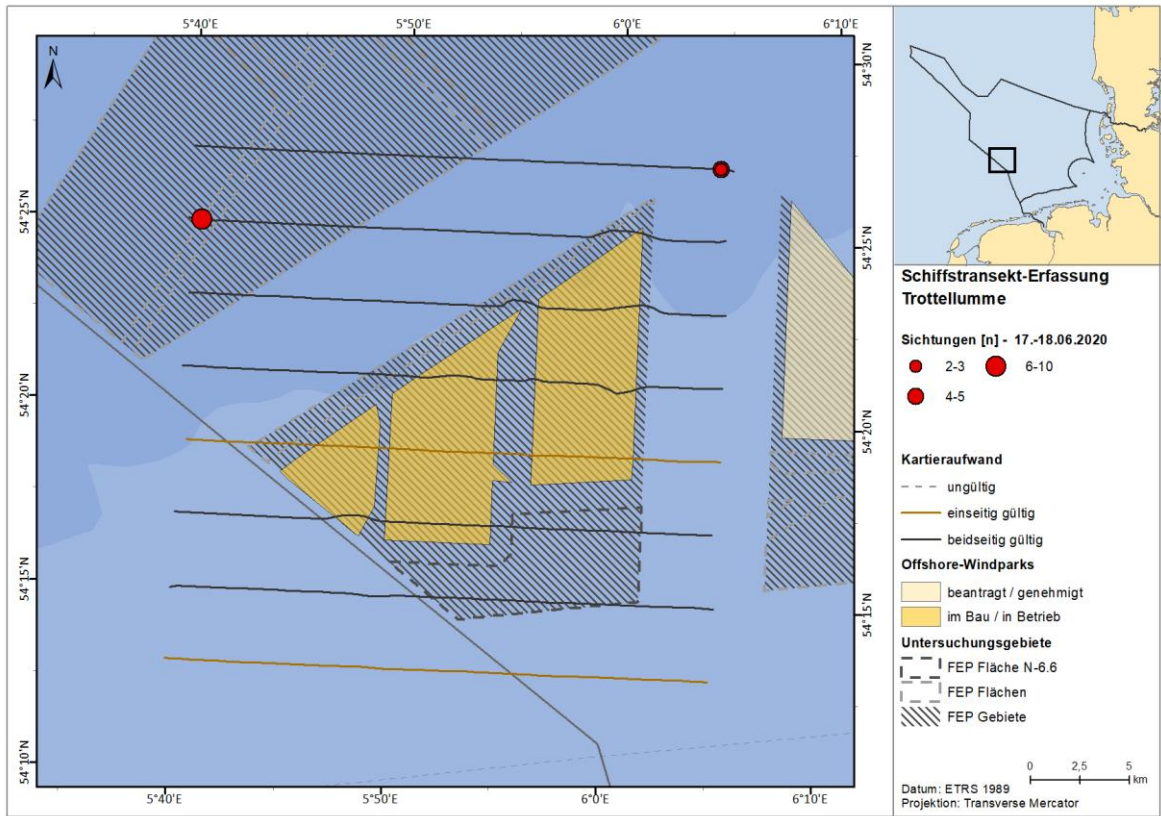 5°40'E 5°50'E 6°0'E 6°10'E
N
54°30'N
54°25'N
54°25'N
54°20'N
54°20'N
54°15'N
54°15'N
54°10'N
5°40'E 5°50'E 6°0'E 6°10'E
Schiffstransekt-Erfassung
Trottellumme
Sichtungen [n] - 17.-18.06.2020
2-3 6-10
4-5
Kartieraufwand
ungültig
einseitig gültig
beidseitig gültig
Offshore-Windparks
beantragt / genehmigt
im Bau / in Betrieb
Untersuchungsgebiete
FEP Fläche N-6.6
FEP Flächen
FEP Gebiete
0 2,5 5
km
Datum: ETRS 1989
Projektion: Transverse Mercator